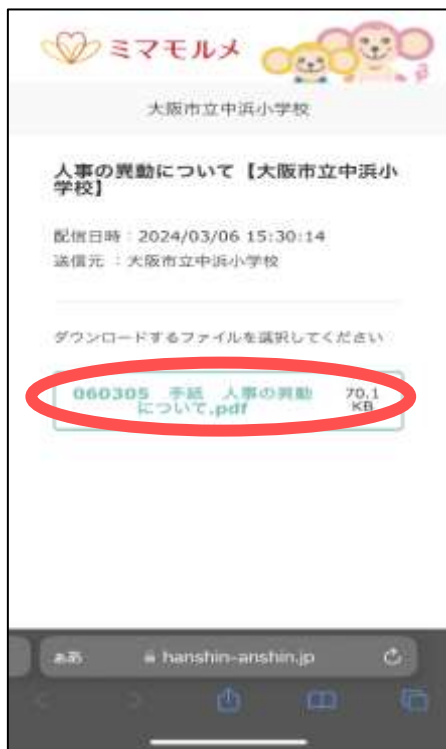 ミマモルメ
大阪市立中浜小学校
人事の異動について【大阪市立中浜小
学校】
配信日時：2024/03/06 15:30:14
送信元 ：大阪市立中浜小学校
ダウンロードするファイルを選択してください
060305 手紙 人事の異動
について.pdf
70.1
KB
ああ hanshin-anshin.jp